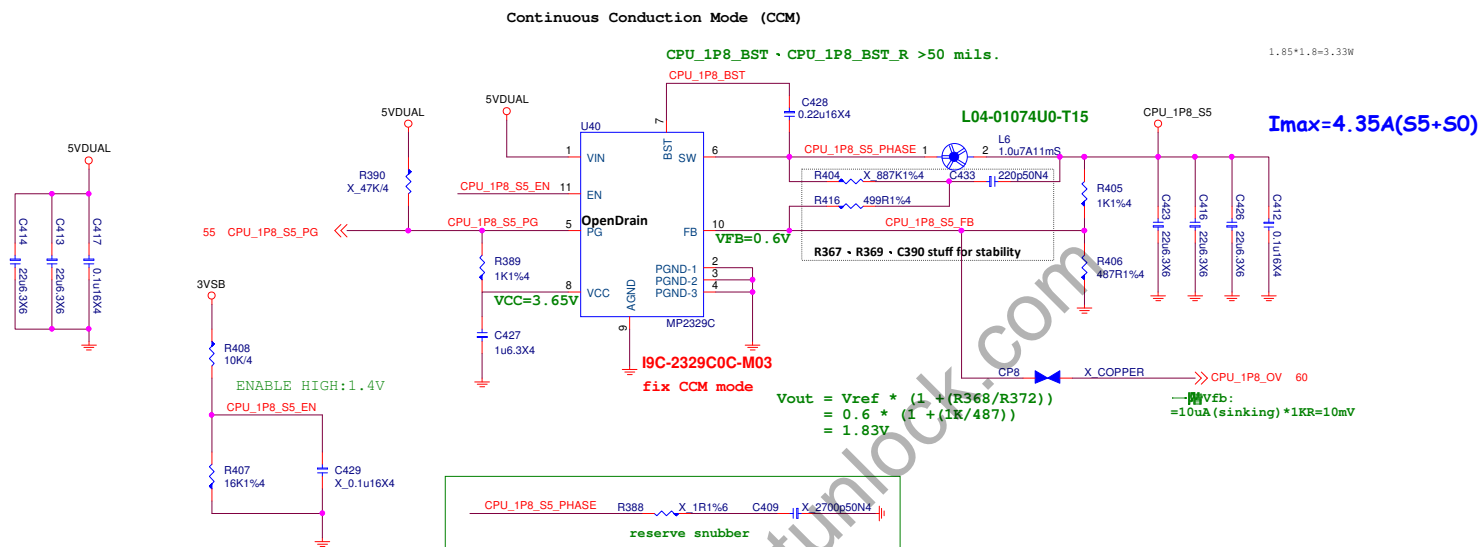 Continuous Conduction Mode (CCM)
CPU_1P8_BST、CPU_1P8_BST_R >50 mils.
1.85*1.8=3.33W
CPU_1P8_BST
5VDUAL
5VDUAL
5VDUAL
C428
0.22u16X4
L04-01074U0-T15
CPU_1P8_S5
Imax=4.35A(S5+S0)
U40
7
BST
1
VIN
SW
6
CPU_1P8_S5_PHASE
1
2
L6
1.0u7A11mS
R390
X_47K/4
CPU_1P8_S5_EN
11
EN
R404
X_887K1%4
C433
220p50N4
R416
499R1%4
R405
1K1%4
OpenDrain
55
CPU_1P8_S5_PG
CPU_1P8_S5_PG
5
PG
FB
10
CPU_1P8_S5_FB
VFB=0.6V
R367、R369、C390 stuff for stability
C414
22u6.3X6
C413
22u6.3X6
C417
0.1u16X4
C423
22u6.3X6
C416
22u6.3X6
C426
22u6.3X6
C412
0.1u16X4
R389
1K1%4
PGND-1
2
PGND-2
3
PGND-3
4
R406
487R1%4
3VSB
8
VCC
VCC=3.65V
AGND
9
MP2329C
C427
1u6.3X4
R408
10K/4
I9C-2329C0C-M03
fix CCM mode
ENABLE HIGH:1.4V
CP8
X_COPPER
CPU_1P8_OV
60
Vout = Vref * (1 +(R368/R372))
= 0.6 * (1 +(1K/487))
= 1.83V
Vfb:
=10uA(sinking)*1KR=10mV
CPU_1P8_S5_EN
R407
16K1%4
C429
X_0.1u16X4
CPU_1P8_S5_PHASE
R388
X_1R1%6
C409
X_2700p50N4
reserve snubber